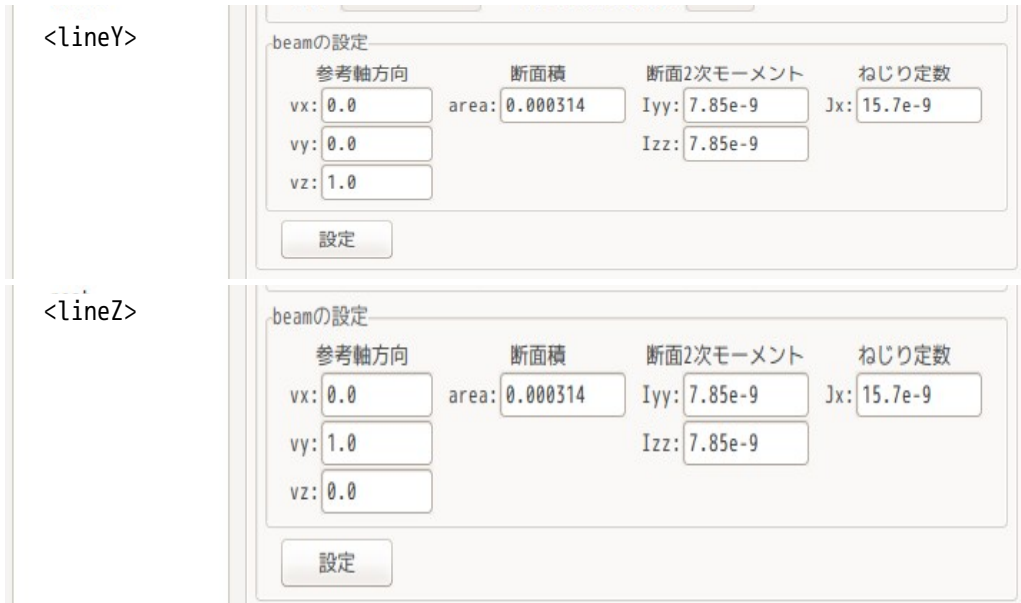 <lineY>
beamの設定
参考軸方向 断面積 断面2次モーメント ねじり定数
vx: 0.0 area: 0.000314 Iyy: 7.85e-9 Jx: 15.7e-9
vy: 0.0 Izz: 7.85e-9
vz: 1.0
設定
<lineZ>
beamの設定
参考軸方向 断面積 断面2次モーメント ねじり定数
vx: 0.0 area: 0.000314 Iyy: 7.85e-9 Jx: 15.7e-9
vy: 1.0 Izz: 7.85e-9
vz: 0.0
設定